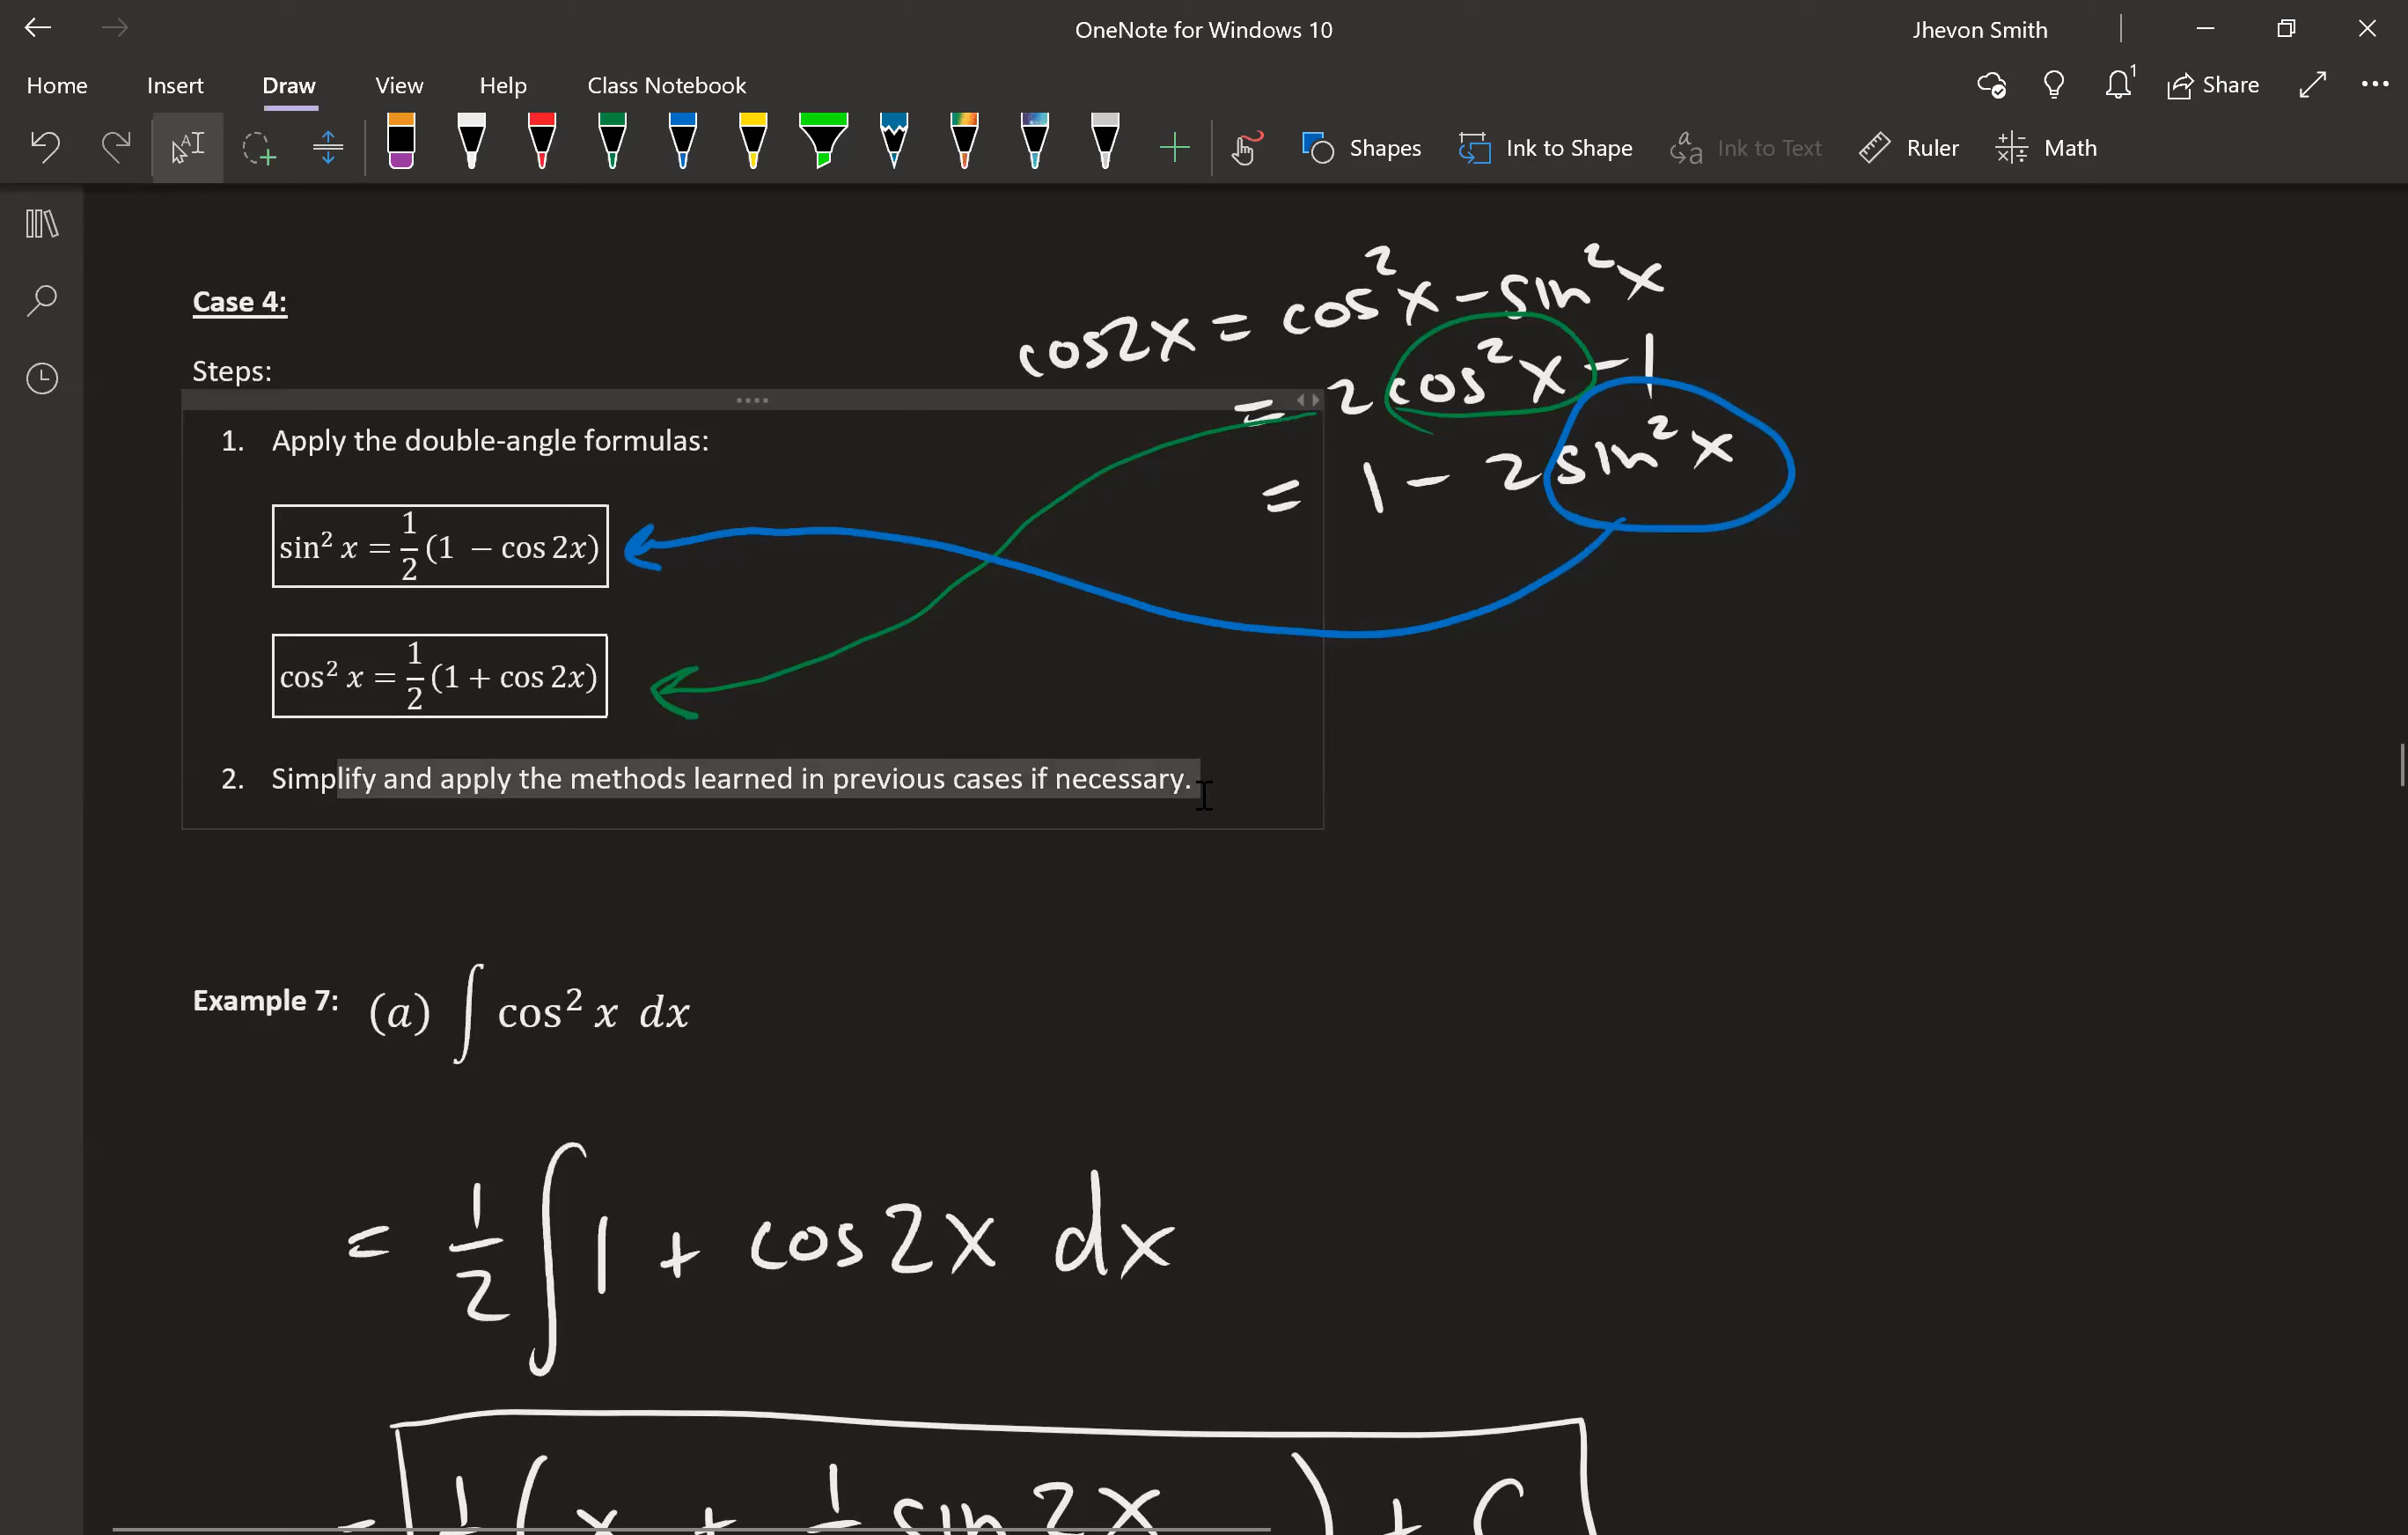 OneNote for Windows 10
Jhevon Smith
Home Insert Draw View Help Class Notebook
1
Share
Shapes Ink to Shape Ink to Text Ruler Math
Case 4:
cos2x = cos²x - sin²x
= 2cos²x - 1
= 1 - 2sin²x
Steps:
1. Apply the double-angle formulas:
sin² x = 1/2 (1 − cos 2x)
cos² x = 1/2 (1 + cos 2x)
2. Simplify and apply the methods learned in previous cases if necessary.
Example 7: (a) ∫ cos² x dx
= 1/2 ∫ 1 + cos2x dx